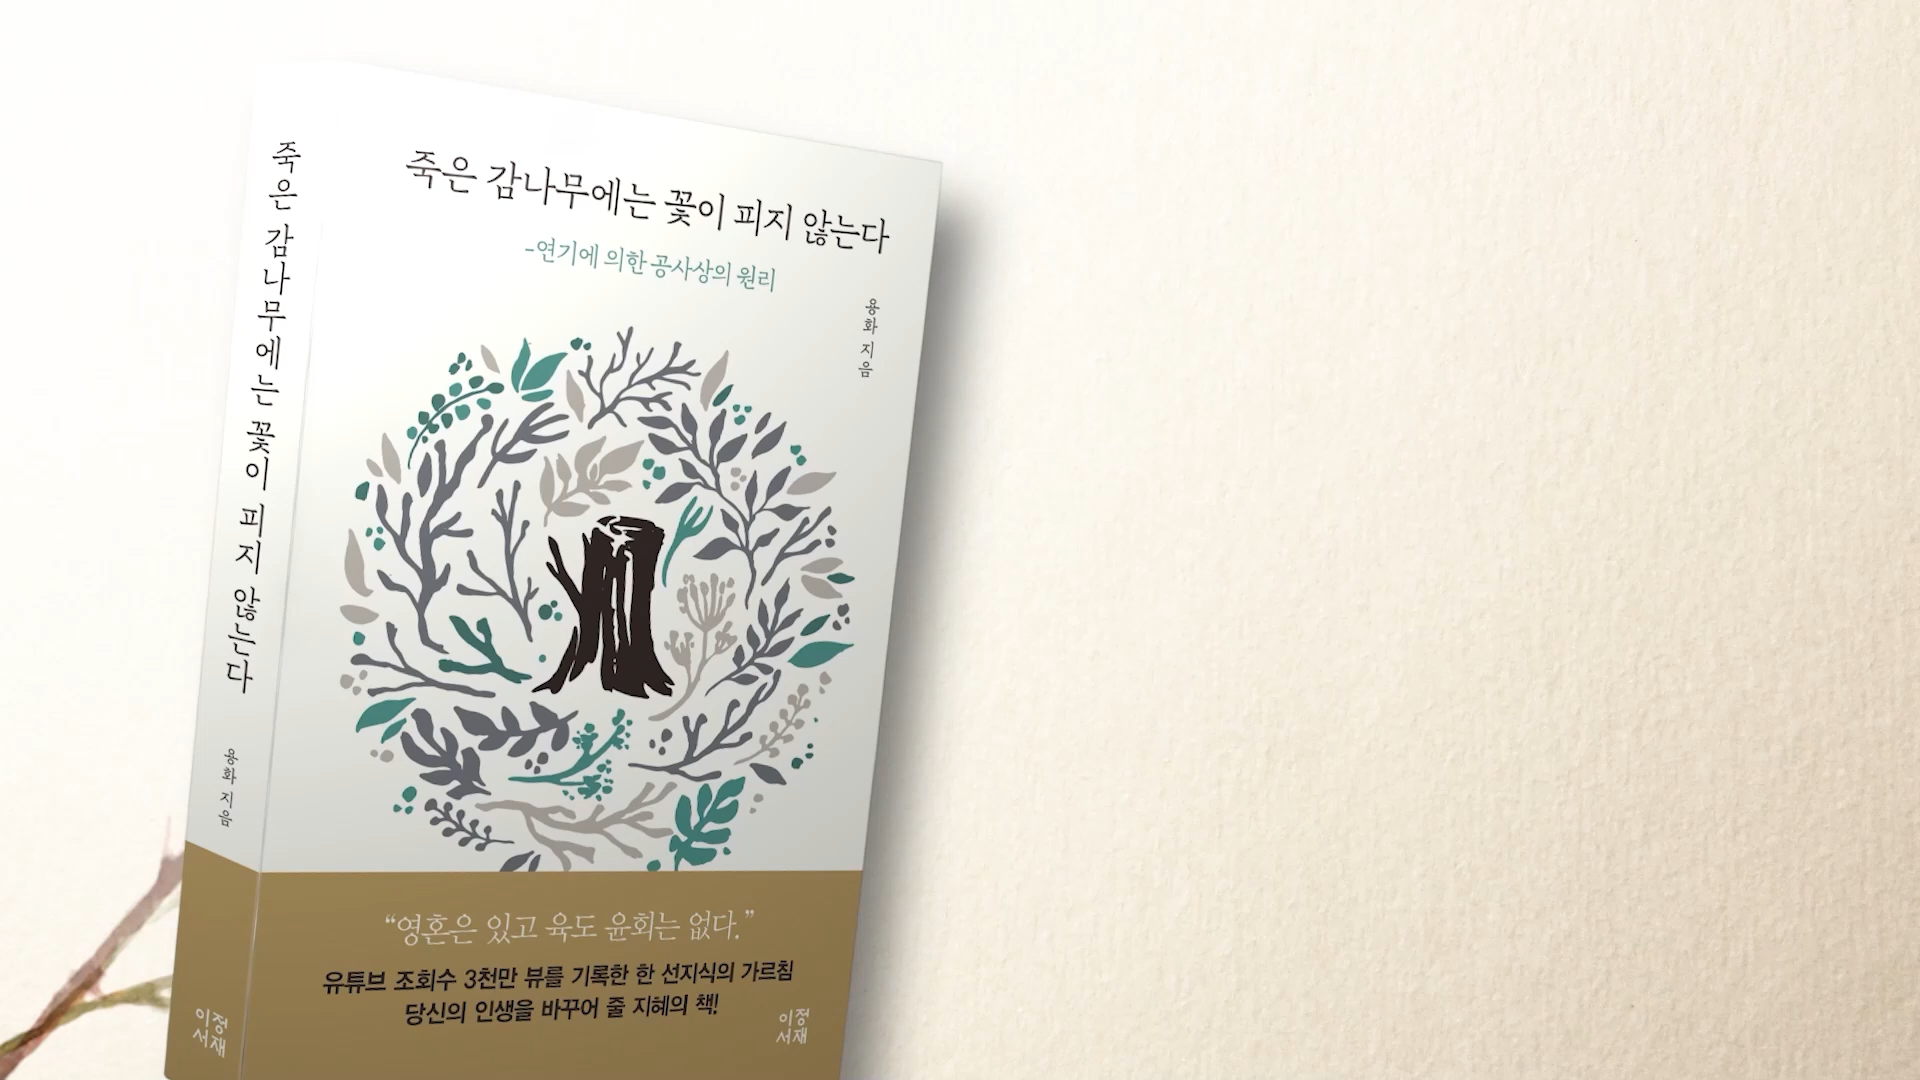 죽은 감나무에는 꽃이 피지 않는다
용화 지음
이정
서재
죽은 감나무에는 꽃이 피지 않는다
-연기에 의한 공사상의 원리
용화 지음
“영혼은 있고 육도 윤회는 없다.”
유튜브 조회수 3천만 뷰를 기록한 한 선지식의 가르침
당신의 인생을 바꾸어 줄 지혜의 책!
이정
서재